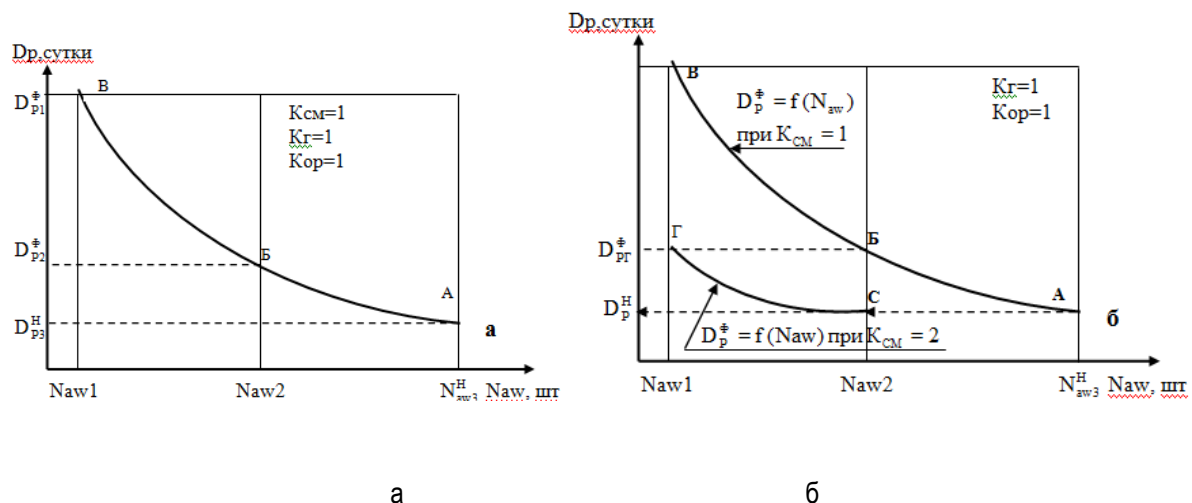 Dр,сутки
D^Ф_Р1
В
Ксм=1
Кг=1
Кор=1
D^Ф_Р2
Б
А
D^Н_Р3
а
Naw1
Naw2
N^Н_aw3 Naw, шт
а
Dр,сутки
В
D^Ф_Р = f (N_aw)
при К_СМ = 1
Кг=1
Кор=1
Г
Б
D^Ф_РГ
С
А
D^Н_Р
б
D^Ф_Р = f (Naw) при К_СМ = 2
Naw1
Naw2
N^Н_aw3 Naw, шт
б